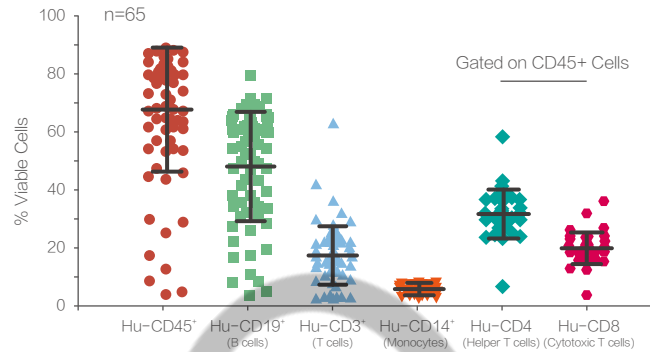 100
n=65
80
60
40
20
0
% Viable Cells
Gated on CD45+ Cells
Hu-CD45⁺ Hu-CD19⁺ Hu-CD3⁺ Hu-CD14⁺ Hu-CD4 Hu-CD8
(B cells) (T cells) (Monocytes) (Helper T cells) (Cytotoxic T cells)